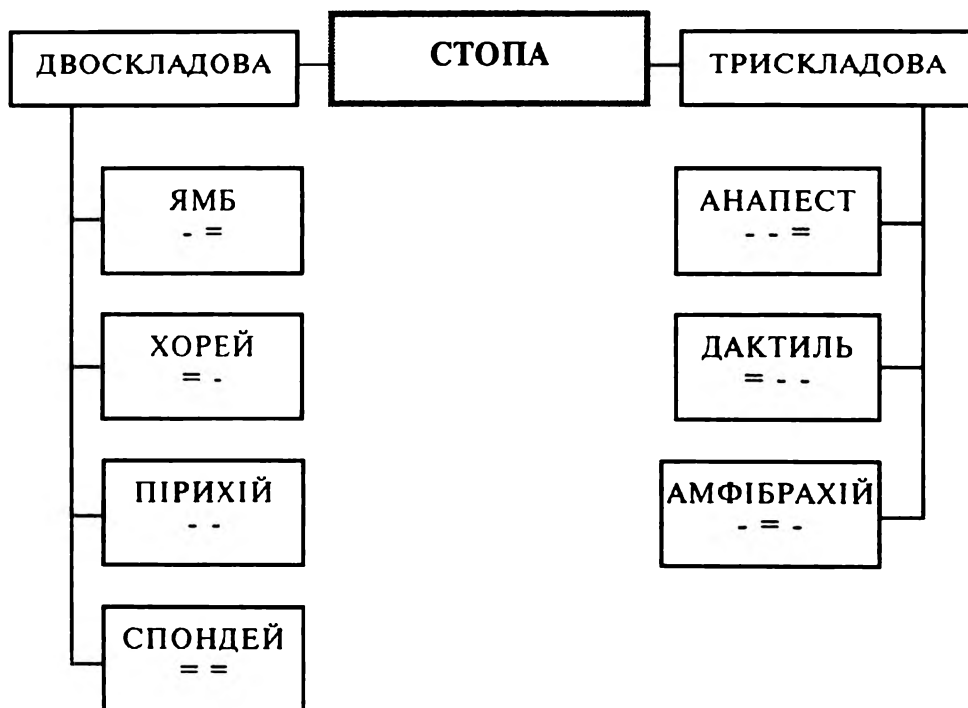 СТОПА
ДВОСКЛАДОВА
ЯМБ
- =
ХОРЕЙ
= -
ПІРИХІЙ
- -
СПОНДЕЙ
= =
ТРИСКЛАДОВА
АНАПЕСТ
- - =
ДАКТИЛЬ
= - -
АМФІБРАХІЙ
- = -